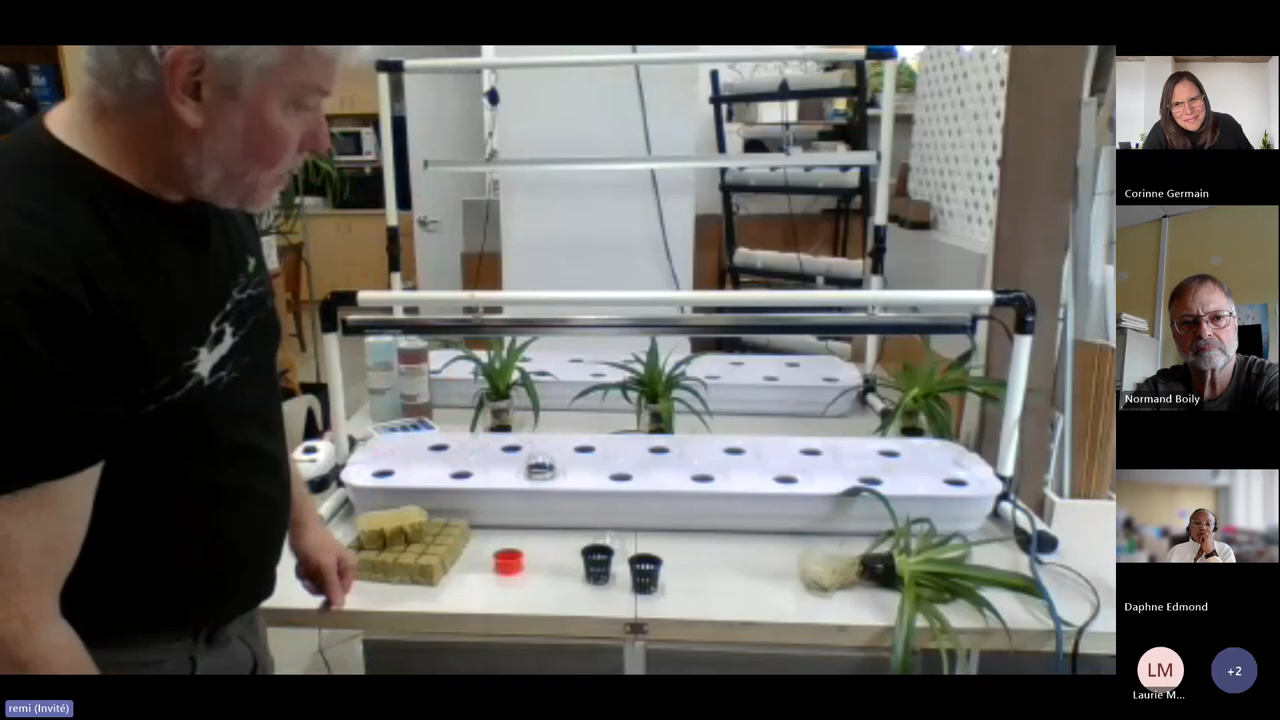 Corinne Germain
Normand Boily
Daphne Edmond
LM
+2
Laurie M...
remi (Invité)